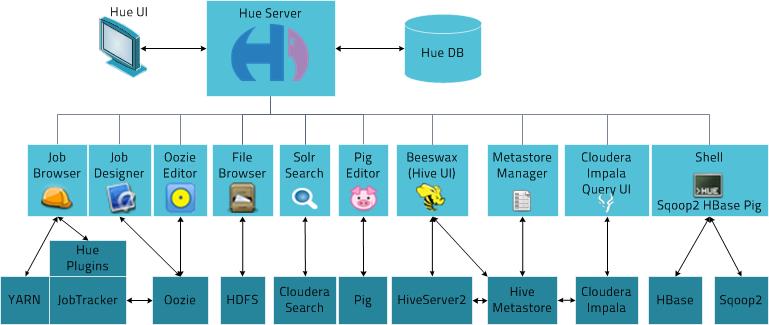 Hue UI
Hue Server
Hue DB
Job
Browser
Job
Designer
Oozie
Editor
File
Browser
Solr
Search
Pig
Editor
Beeswax
(Hive UI)
Metastore
Manager
Cloudera
Impala
Query UI
Shell
HUE
Sqoop2 HBase Pig
Hue
Plugins
YARN
JobTracker
Oozie
HDFS
Cloudera
Search
Pig
HiveServer2
Hive
Metastore
Cloudera
Impala
HBase
Sqoop2